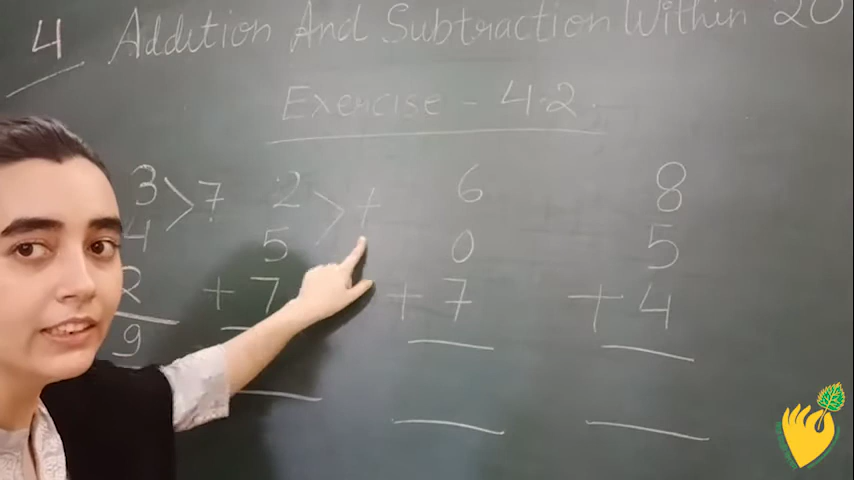 4 Addition And Subtraction Within 20
Exercise - 4.2
3 > 7 2 > + 6 8
4 5 0 5
2 + 7 + 7 + 4
9